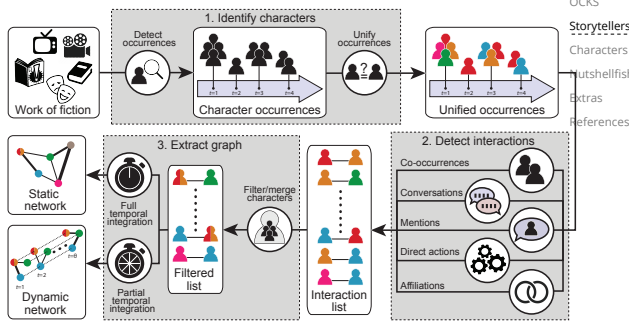 OCKS
Storytellers
Characters
Nutshellfish
Extras
References
1. Identify characters
Detect
occurrences
Unify
occurrences
?
t=1
t=2
t=3
t=4
t=1
t=2
t=3
t=4
Work of fiction
Character occurrences
Unified occurrences
3. Extract graph
2. Detect interactions
Co-occurrences
Conversations
Mentions
Direct actions
Affiliations
Filter/merge
characters
Static
network
Full
temporal
integration
Filtered
list
Interaction
list
t=1
t=2
t=θ
Dynamic
network
Partial
temporal
integration